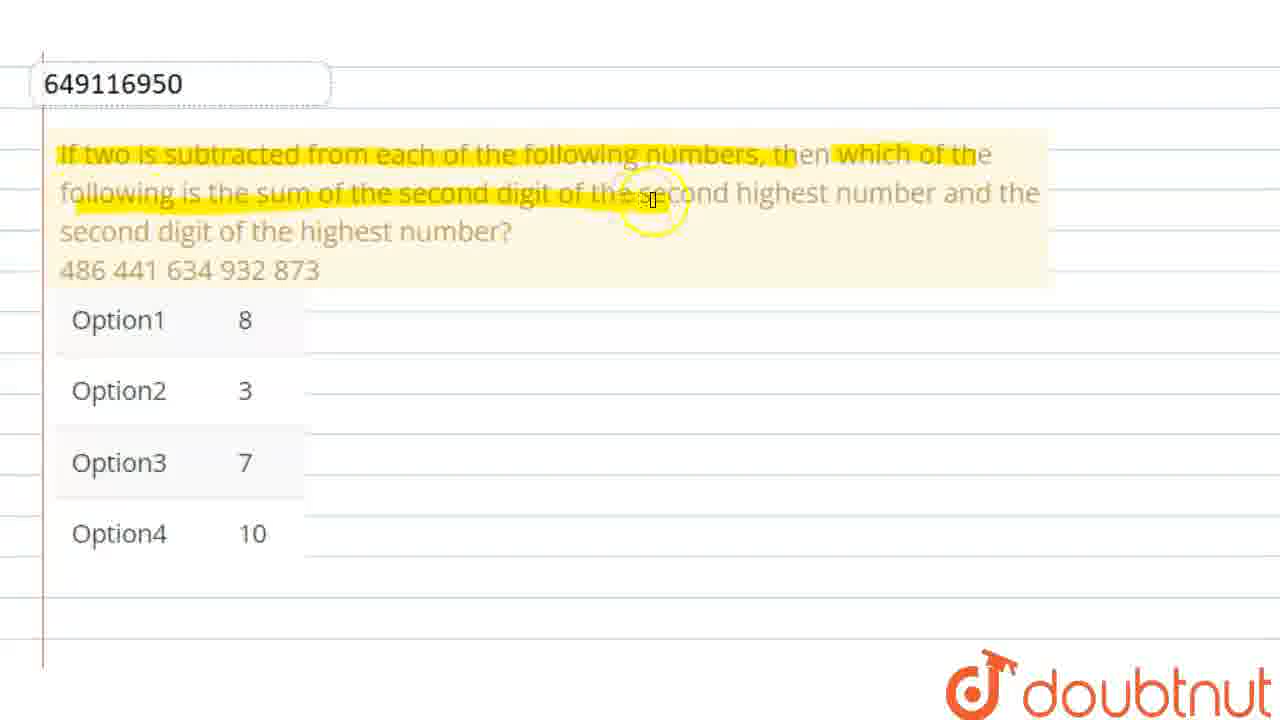 649116950
If two is subtracted from each of the following numbers, then which of the
following is the sum of the second digit of the second highest number and the
second digit of the highest number?
486 441 634 932 873
Option1 8
Option2 3
Option3 7
Option4 10
doubtnut